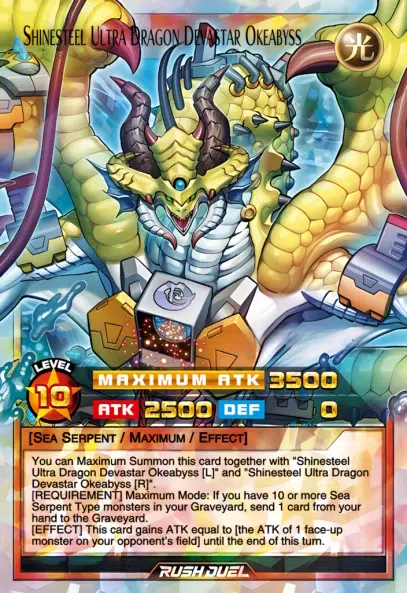 Shinesteel Ultra Dragon Devastar Okeabyss
光
LEVEL
10
MAXIMUM ATK 3500
ATK 2500 DEF 0
[Sea Serpent / Maximum / Effect]
You can Maximum Summon this card together with "Shinesteel
Ultra Dragon Devastar Okeabyss [L]" and "Shinesteel Ultra Dragon
Devastar Okeabyss [R]".
[REQUIREMENT] Maximum Mode: If you have 10 or more Sea
Serpent Type monsters in your Graveyard, send 1 card from your
hand to the Graveyard.
[EFFECT] This card gains ATK equal to [the ATK of 1 face-up
monster on your opponent's field] until the end of this turn.
RUSH DUEL